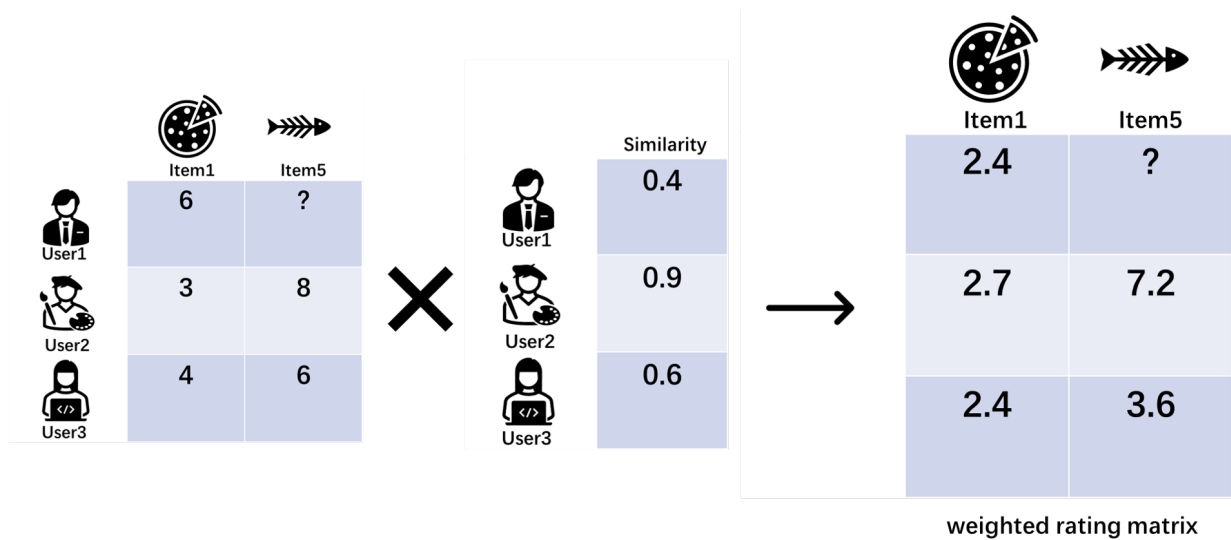 Item1 Item5
User1 6 ?
User2 3 8
User3 4 6
Similarity
User1 0.4
User2 0.9
User3 0.6
Item1 Item5
2.4 ?
2.7 7.2
2.4 3.6
weighted rating matrix